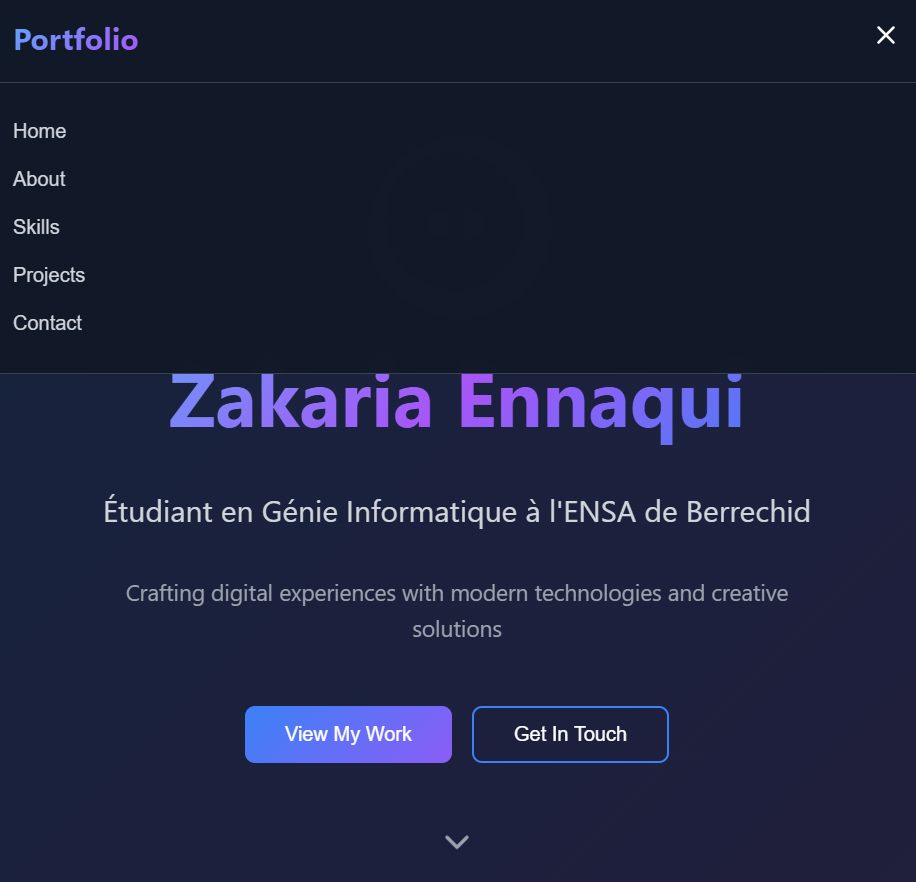 Portfolio
Home
About
Skills
Projects
Contact
Zakaria Ennaqui
Étudiant en Génie Informatique à l'ENSA de Berrechid
Crafting digital experiences with modern technologies and creative
solutions
View My Work
Get In Touch